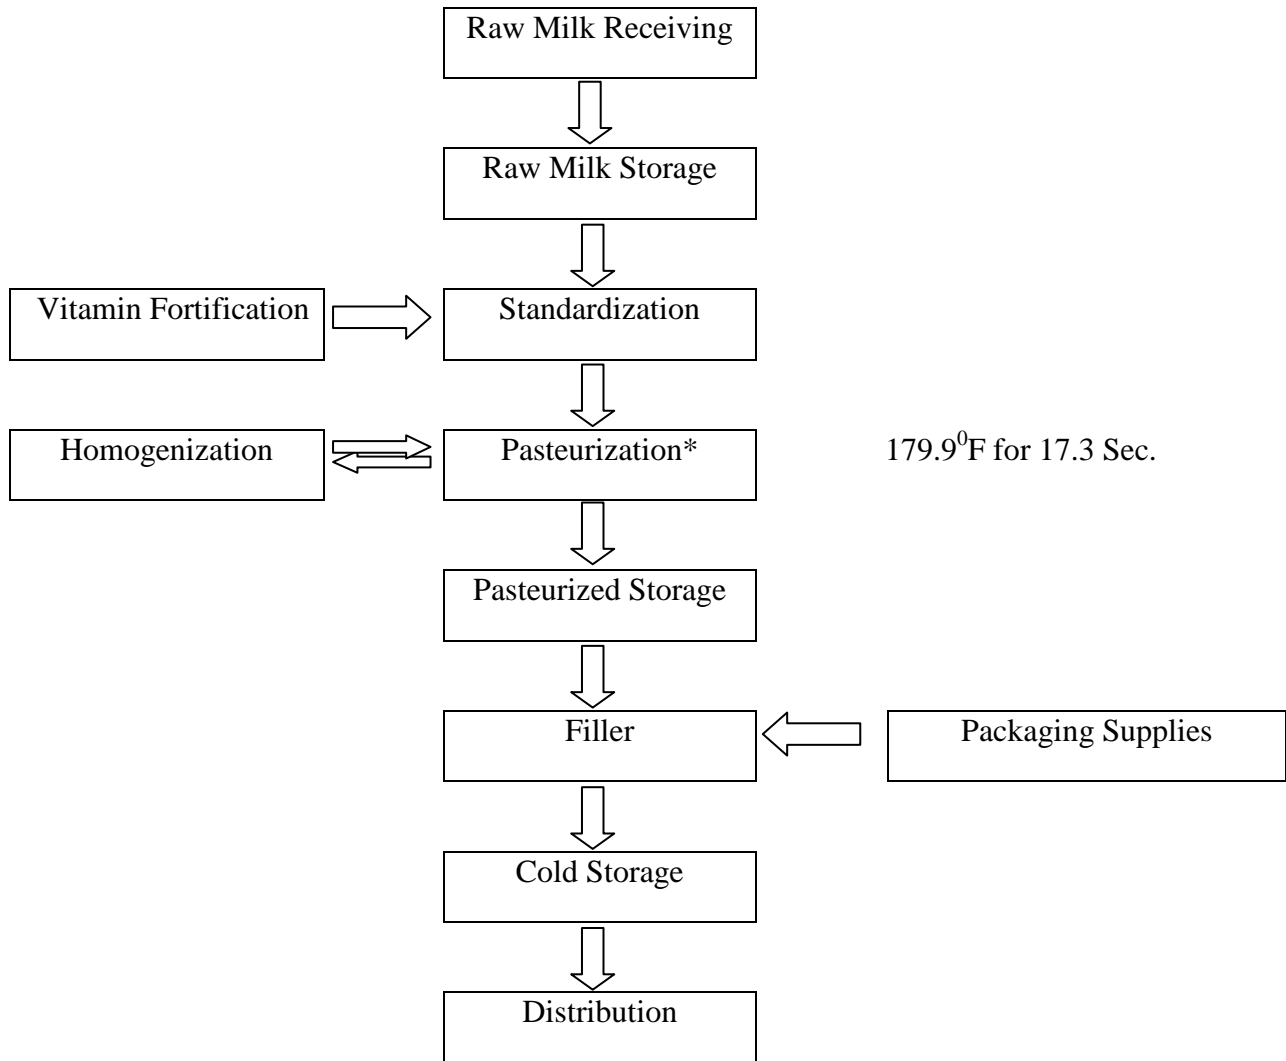 Raw Milk Receiving
Raw Milk Storage
Vitamin Fortification
Standardization
Homogenization
Pasteurization*
179.9⁰F for 17.3 Sec.
Pasteurized Storage
Filler
Packaging Supplies
Cold Storage
Distribution